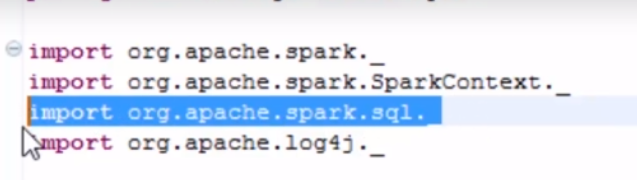 import org.apache.spark._
import org.apache.spark.SparkContext._
import org.apache.spark.sql._
import org.apache.log4j._